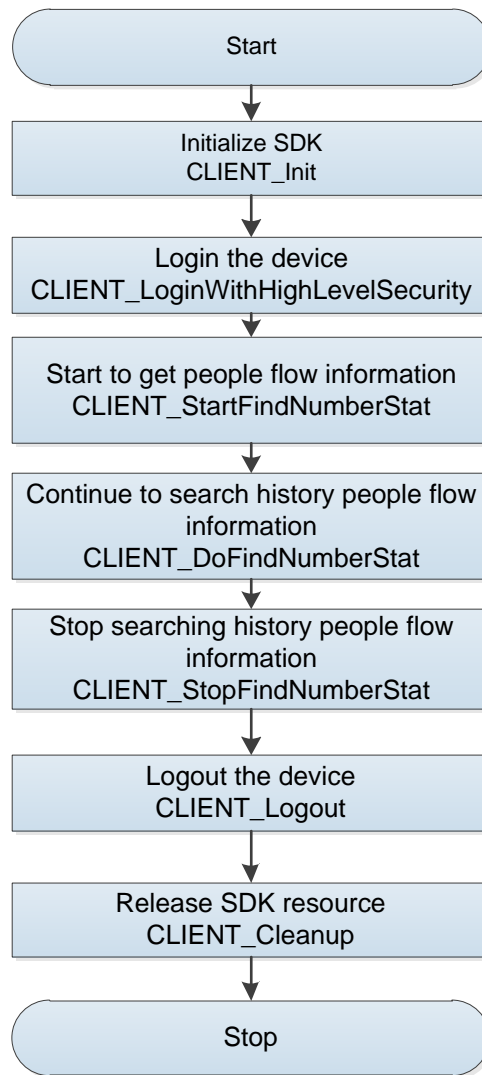 Start
Initialize SDK
CLIENT_Init
Login the device
CLIENT_LoginWithHighLevelSecurity
Start to get people flow information
CLIENT_StartFindNumberStat
Continue to search history people flow
information
CLIENT_DoFindNumberStat
Stop searching history people flow
information
CLIENT_StopFindNumberStat
Logout the device
CLIENT_Logout
Release SDK resource
CLIENT_Cleanup
Stop